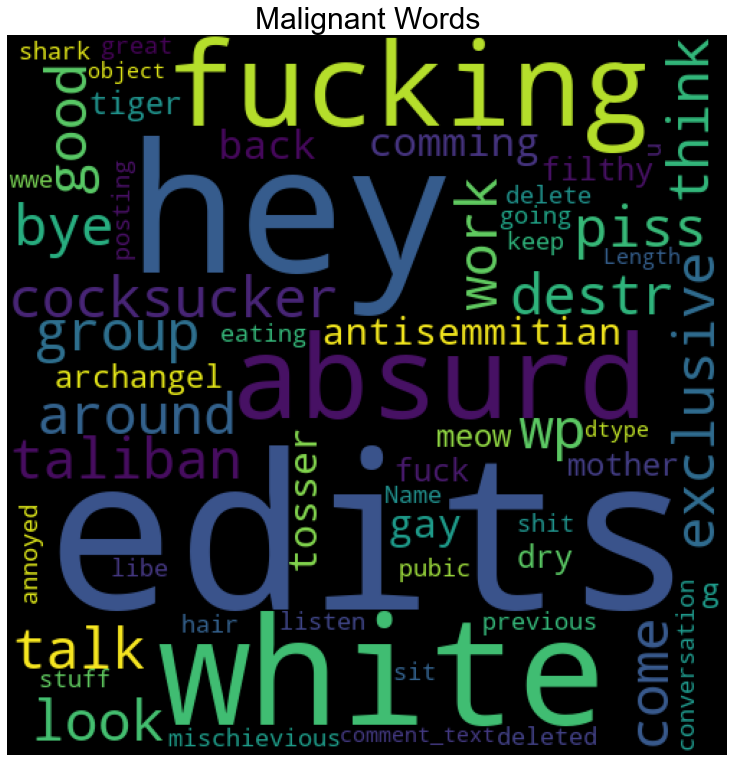 Malignant Words
shark
great
fucking
think
object
good
tiger
back
comming
u
filthy
wwe
posting
hey
work
delete
going
keep
piss
bye
Length
cocksucker
destr
exclusive
group
eating
antisemmitian
absurd
archangel
around
meow
wp
dtype
taliban
tosser
fuck
mother
edits
Name
gay
shit
annoyed
libe
pubic
dry
g
hair
listen
previous
conversation
talk
white
come
sit
stuff
look
mischievious
comment_text
deleted